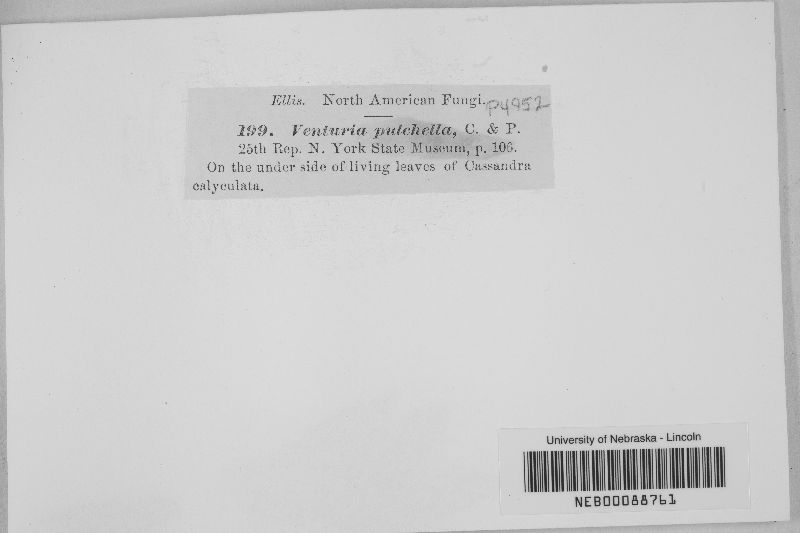 Ellis. North American Fungi. P4952
199. Venturia pulchella, C. & P.
25th Rep. N. York State Museum, p. 106.
On the under side of living leaves of Cassandra
calyculata.
University of Nebraska - Lincoln
NEB00088761